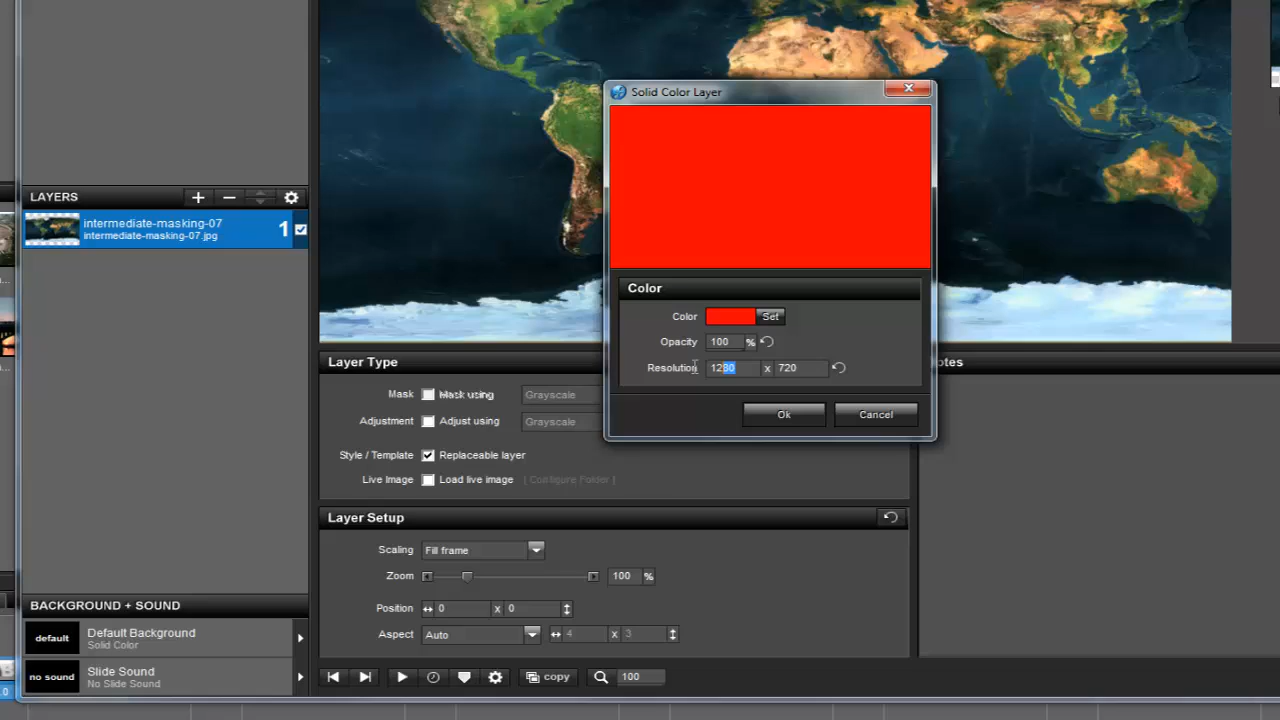 Solid Color Layer
LAYERS
intermediate-masking-07
intermediate-masking-07.jpg
1
Color
Color Set
Opacity 100 %
Resolution 1280 x 720
Ok Cancel
Layer Type
Mask Mask using Grayscale
Adjustment Adjust using Grayscale
Style / Template Replaceable layer
Live Image Load live image [ Configure Folder ]
Layer Setup
Scaling Fill frame
Zoom 100 %
Position 0 x 0
Aspect Auto 4 x 3
BACKGROUND + SOUND
default Default Background
Solid Color
no sound Slide Sound
No Slide Sound
copy 100